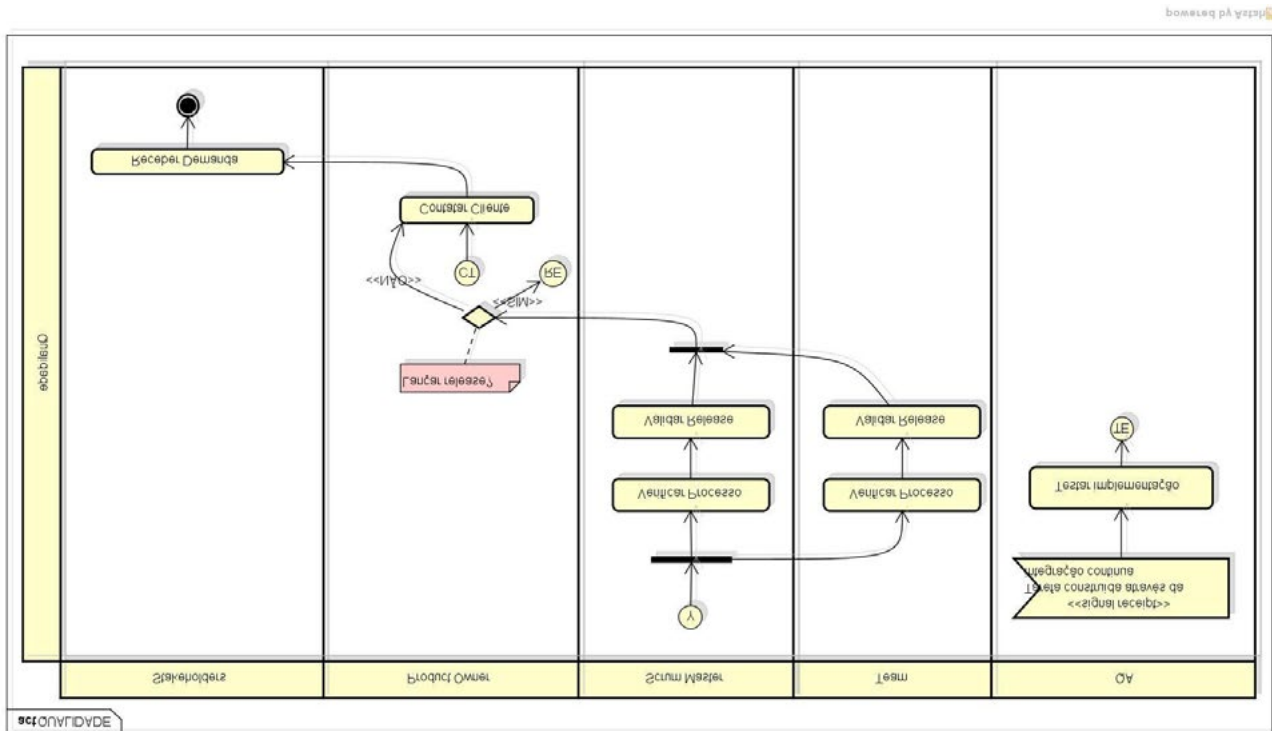 act QUALIDADE
Stakeholders
Product Owner
Scrum Master
Team
QA
Qualidade
Y
<<signal receipt>>
Tarefa construída através da
integração contínua
Verificar Processo
Verificar Processo
Testar implementação
Validar Release
Validar Release
TE
Lançar release?
<<SIM>>
<<NÃO>>
CT
RE
Contatar Cliente
Receber Demanda
powered by Astah